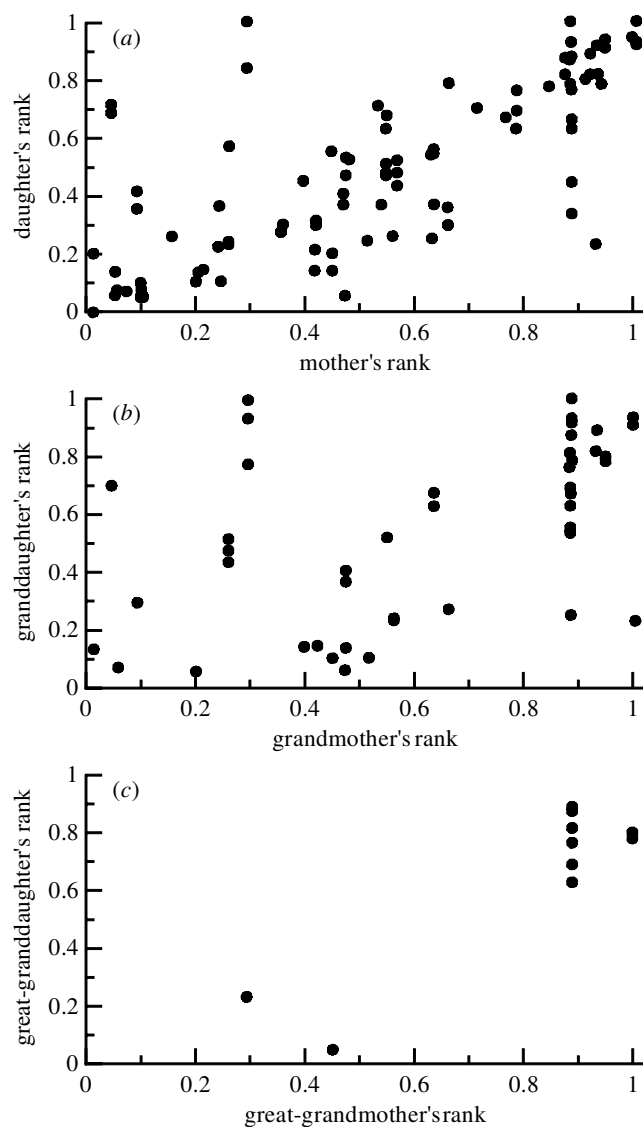 (a)
daughter's rank
1
0.8
0.6
0.4
0.2
0
0 0.2 0.4 0.6 0.8 1
mother's rank
(b)
granddaughter's rank
1
0.8
0.6
0.4
0.2
0
0 0.2 0.4 0.6 0.8 1
grandmother's rank
(c)
great-granddaughter's rank
1
0.8
0.6
0.4
0.2
0
0 0.2 0.4 0.6 0.8 1
great-grandmother's rank